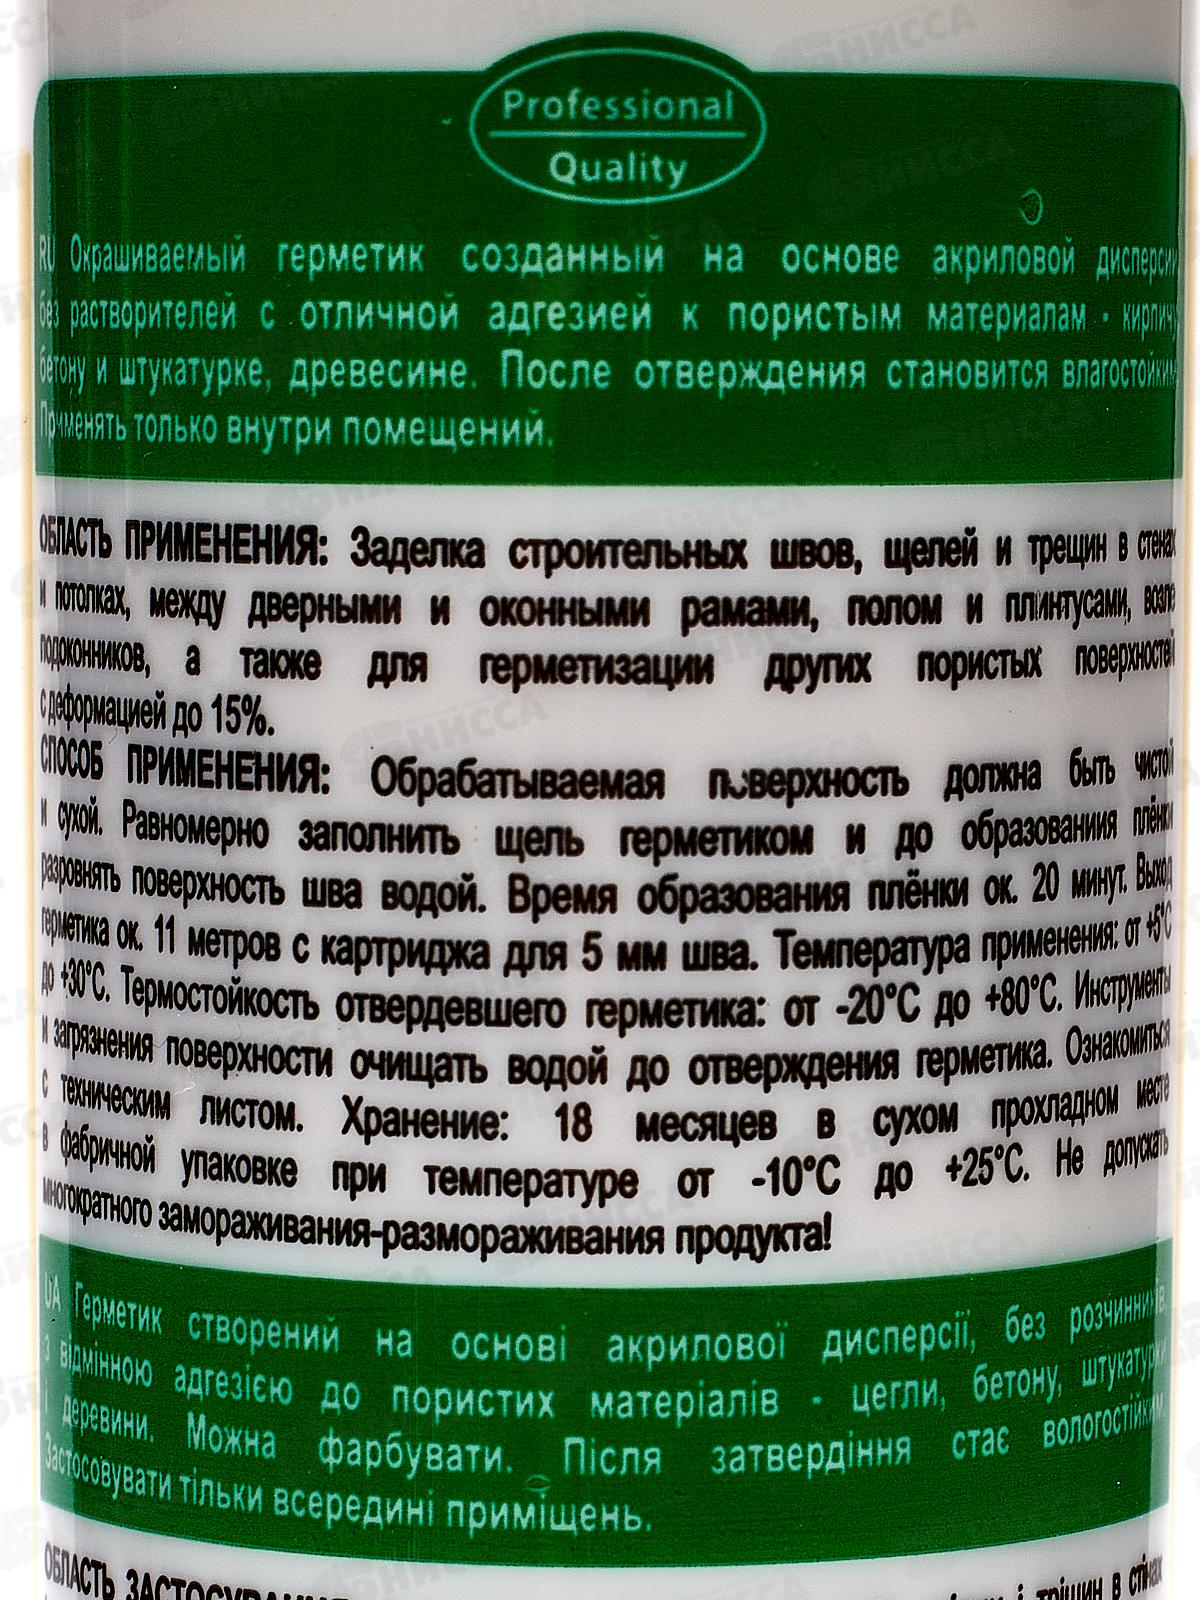 Professional
Quality
RU Окрашиваемый герметик созданный на основе акриловой дисперсии
без растворителей с отличной адгезией к пористым материалам - кирпичу
бетону и штукатурке, древесине. После отверждения становится влагостойким
Применять только внутри помещений.
ОБЛАСТЬ ПРИМЕНЕНИЯ: Заделка строительных швов, щелей и трещин в стенах
и потолках, между дверными и оконными рамами, полом и плинтусами, возле
подоконников, а также для герметизации других пористых поверхностей
с деформацией до 15%.
СПОСОБ ПРИМЕНЕНИЯ: Обрабатываемая поверхность должна быть чистой
и сухой. Равномерно заполнить щель герметиком и до образованиия плёнки
разровнять поверхность шва водой. Время образования плёнки ок. 20 минут. Выход
герметика ок. 11 метров с картриджа для 5 мм шва. Температура применения: от +5°C
до +30°C. Термостойкость отвердевшего герметика: от -20°C до +80°C. Инструменты
и загрязнения поверхности очищать водой до отверждения герметика. Ознакомиться
с техническим листом. Хранение: 18 месяцев в сухом прохладном месте
в фабричной упаковке при температуре от -10°C до +25°C. Не допускать
многократного замораживания-размораживания продукта!
UA Герметик створений на основі акрилової дисперсії, без розчинників
з відмінною адгезією до пористих матеріалів - цегли, бетону, штукатурки
і деревини. Можна фарбувати. Після затвердіння стає вологостійким
Застосовувати тільки всередині приміщень.
ОБЛАСТЬ ЗАСТОСУВАННЯ і тріщин в стінах